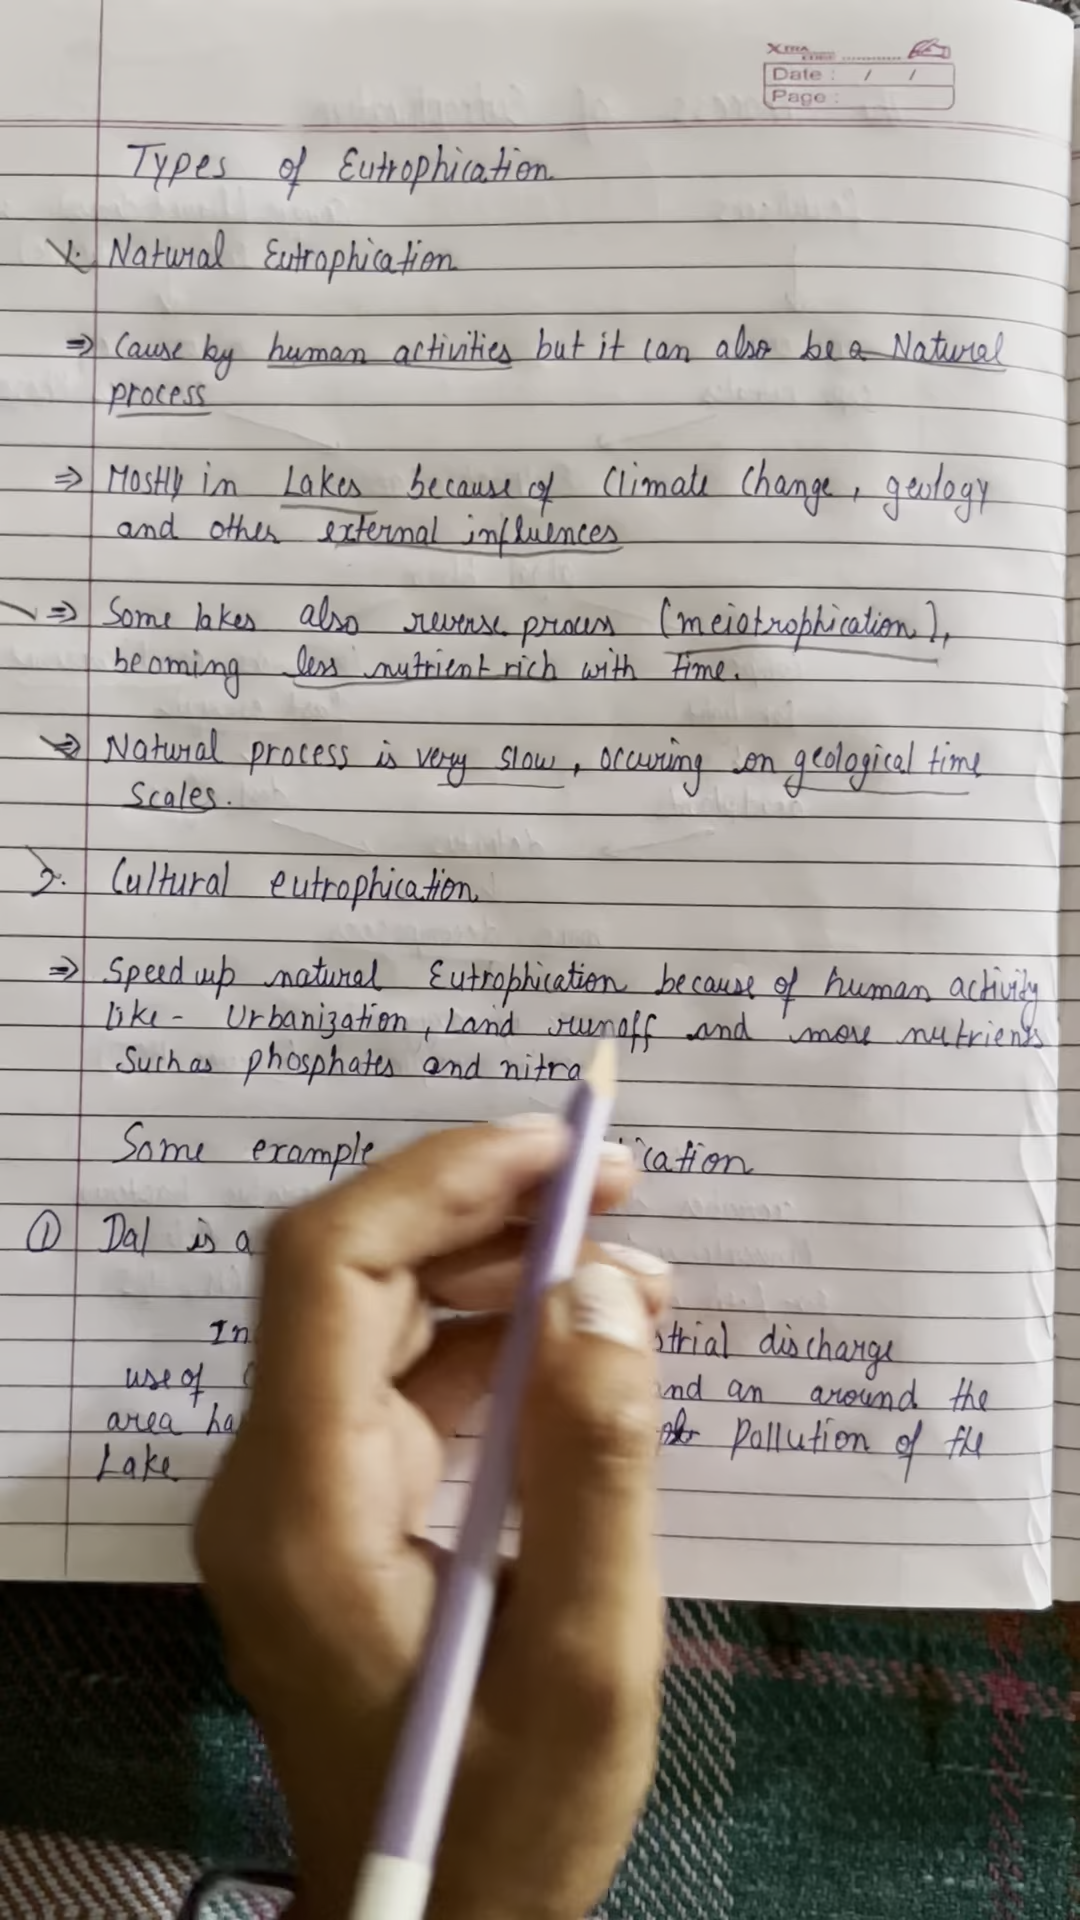 XTRA
Date : / /
Page :
Types of Eutrophication
1. Natural Eutrophication
⇒ Cause by human activities but it can also be a Natural
process
⇒ Mostly in Lakes because of Climate Change, geology
and other external influences
⇒ Some lakes also reverse process (meiotrophication),
beoming less nutrient rich with time.
⇒ Natural process is very slow, occuring on geological time
Scales.
2. Cultural eutrophication
⇒ Speed up natural Eutrophication because of human activity
like - Urbanization, Land runoff and more nutrients
Such as phosphates and nitra
Some example ication
① Dal is a
In strial discharge
use of and an around the
area ha Pollution of the
Lake